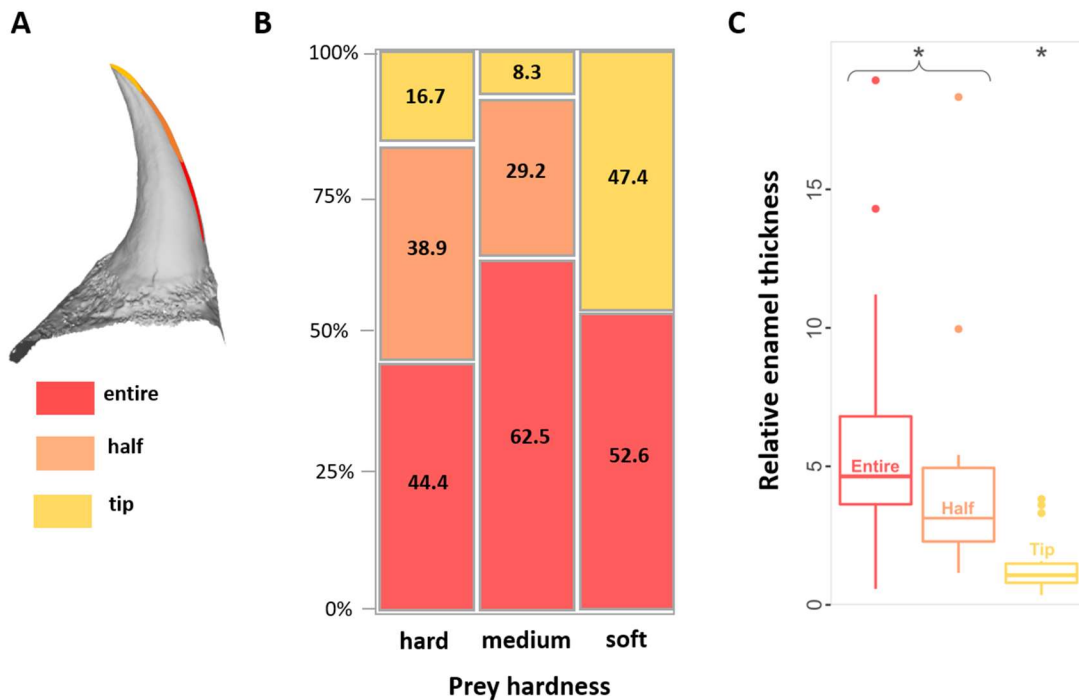 A
entire
half
tip
B
100%
75%
50%
25%
0%
16.7
38.9
44.4
8.3
29.2
62.5
47.4
52.6
hard medium soft
Prey hardness
C
* *
Relative enamel thickness
15
10
5
0
Entire
Half
Tip